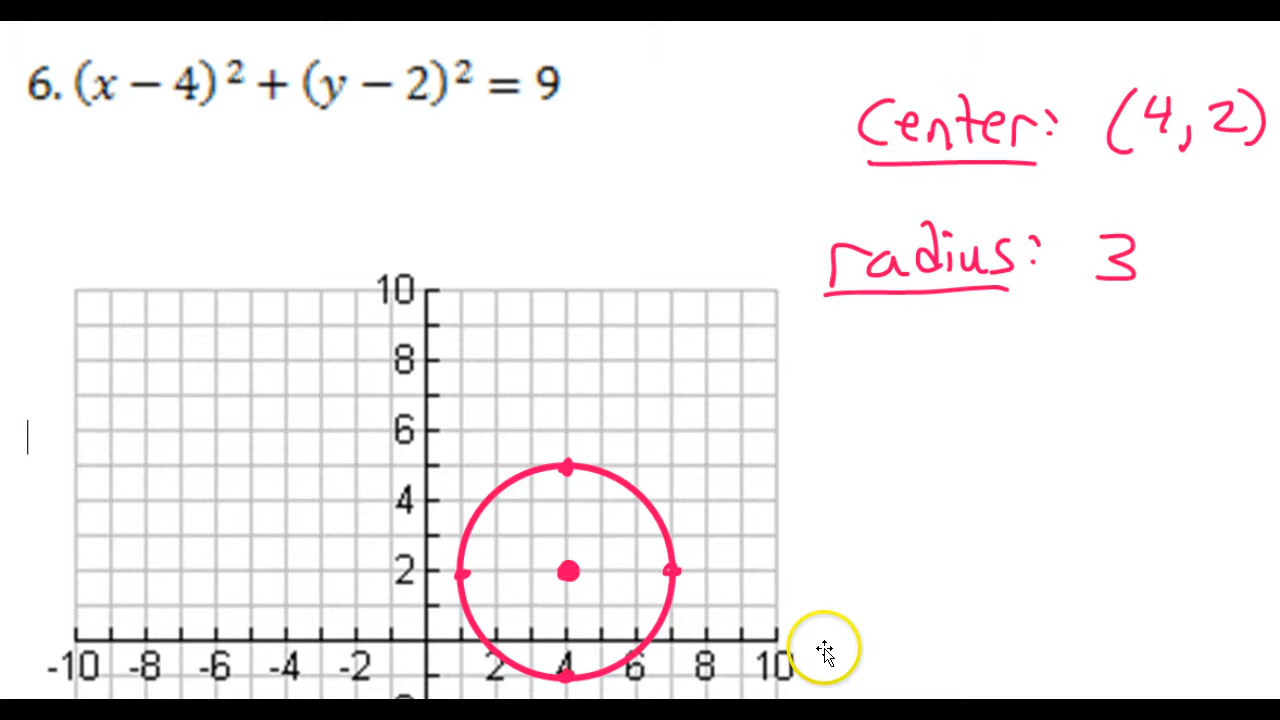 6. (x − 4)² + (y − 2)² = 9
center: (4, 2)
radius: 3
10
8
6
4
2
-10 -8 -6 -4 -2 2 4 6 8 10